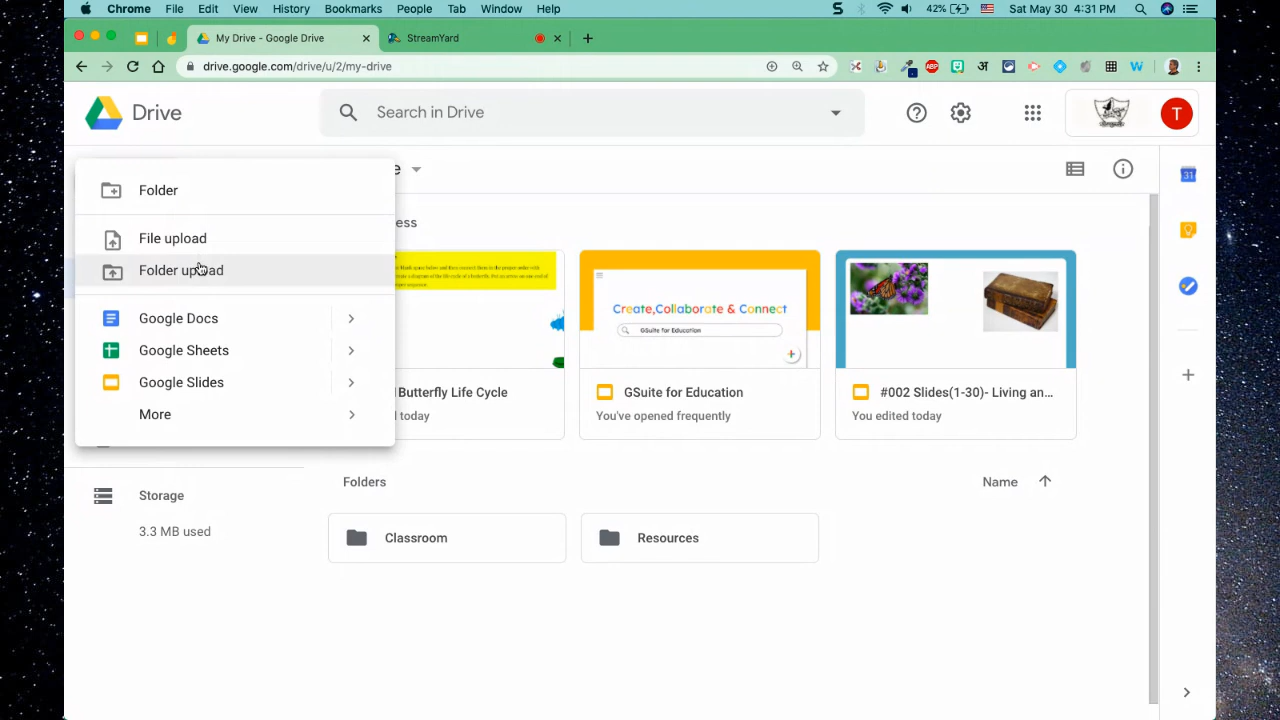 Chrome File Edit View History Bookmarks People Tab Window Help 42% Sat May 30 4:31 PM
My Drive - Google Drive StreamYard
drive.google.com/drive/u/2/my-drive
Drive Search in Drive T
Folder
File upload
Folder upload
Google Docs
Google Sheets
Google Slides
More
Storage
3.3 MB used
Create,Collaborate & Connect
GSuite for Education
Butterfly Life Cycle
today
GSuite for Education
You've opened frequently
#002 Slides(1-30)- Living an...
You edited today
Folders Name
Classroom Resources
31